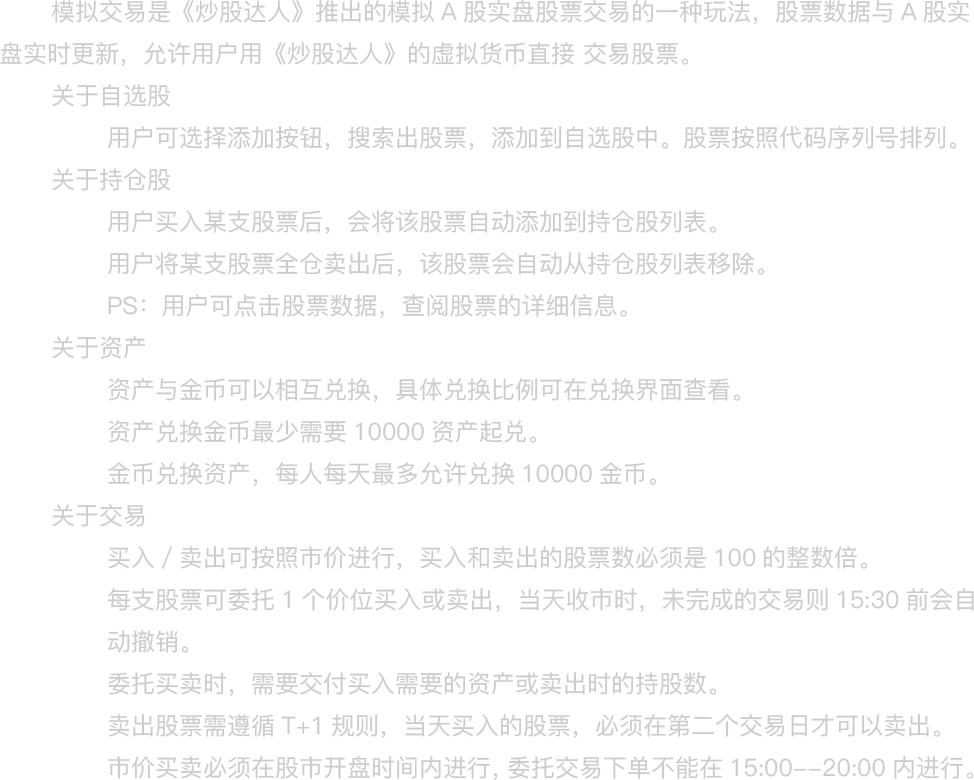 模拟交易是《炒股达人》推出的模拟 A 股实盘股票交易的一种玩法，股票数据与 A 股实
盘实时更新，允许用户用《炒股达人》的虚拟货币直接 交易股票。
关于自选股
用户可选择添加按钮，搜索出股票，添加到自选股中。股票按照代码序列号排列。
关于持仓股
用户买入某支股票后，会将该股票自动添加到持仓股列表。
用户将某支股票全仓卖出后，该股票会自动从持仓股列表移除。
PS：用户可点击股票数据，查阅股票的详细信息。
关于资产
资产与金币可以相互兑换，具体兑换比例可在兑换界面查看。
资产兑换金币最少需要 10000 资产起兑。
金币兑换资产，每人每天最多允许兑换 10000 金币。
关于交易
买入 / 卖出可按照市价进行，买入和卖出的股票数必须是 100 的整数倍。
每支股票可委托 1 个价位买入或卖出，当天收市时，未完成的交易则 15:30 前会自
动撤销。
委托买卖时，需要交付买入需要的资产或卖出时的持股数。
卖出股票需遵循 T+1 规则，当天买入的股票，必须在第二个交易日才可以卖出。
市价买卖必须在股市开盘时间内进行, 委托交易下单不能在 15:00--20:00 内进行